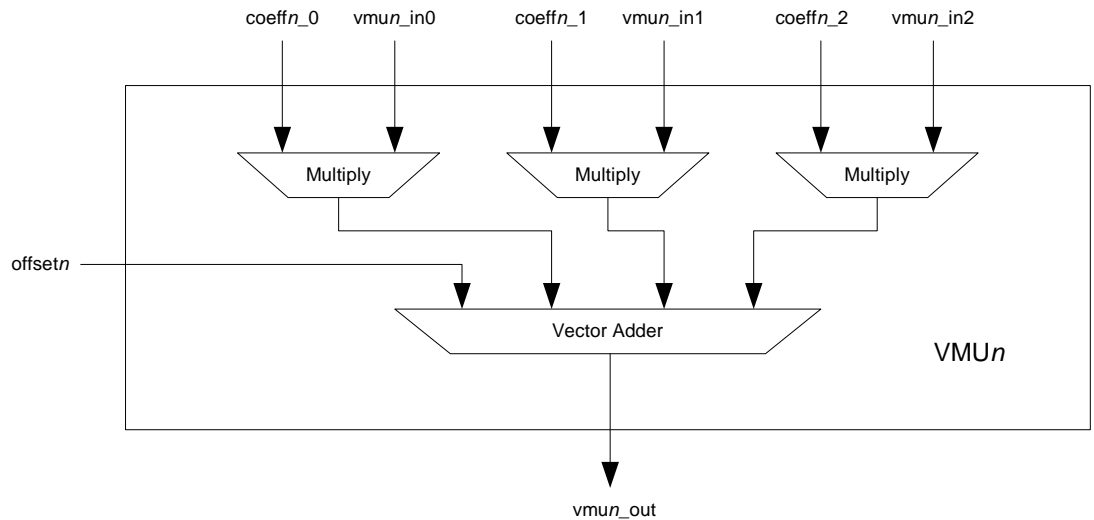 coeffn_0 vmun_in0 coeffn_1 vmun_in1 coeffn_2 vmun_in2
Multiply Multiply Multiply
offsetn
Vector Adder
VMUn
vmun_out